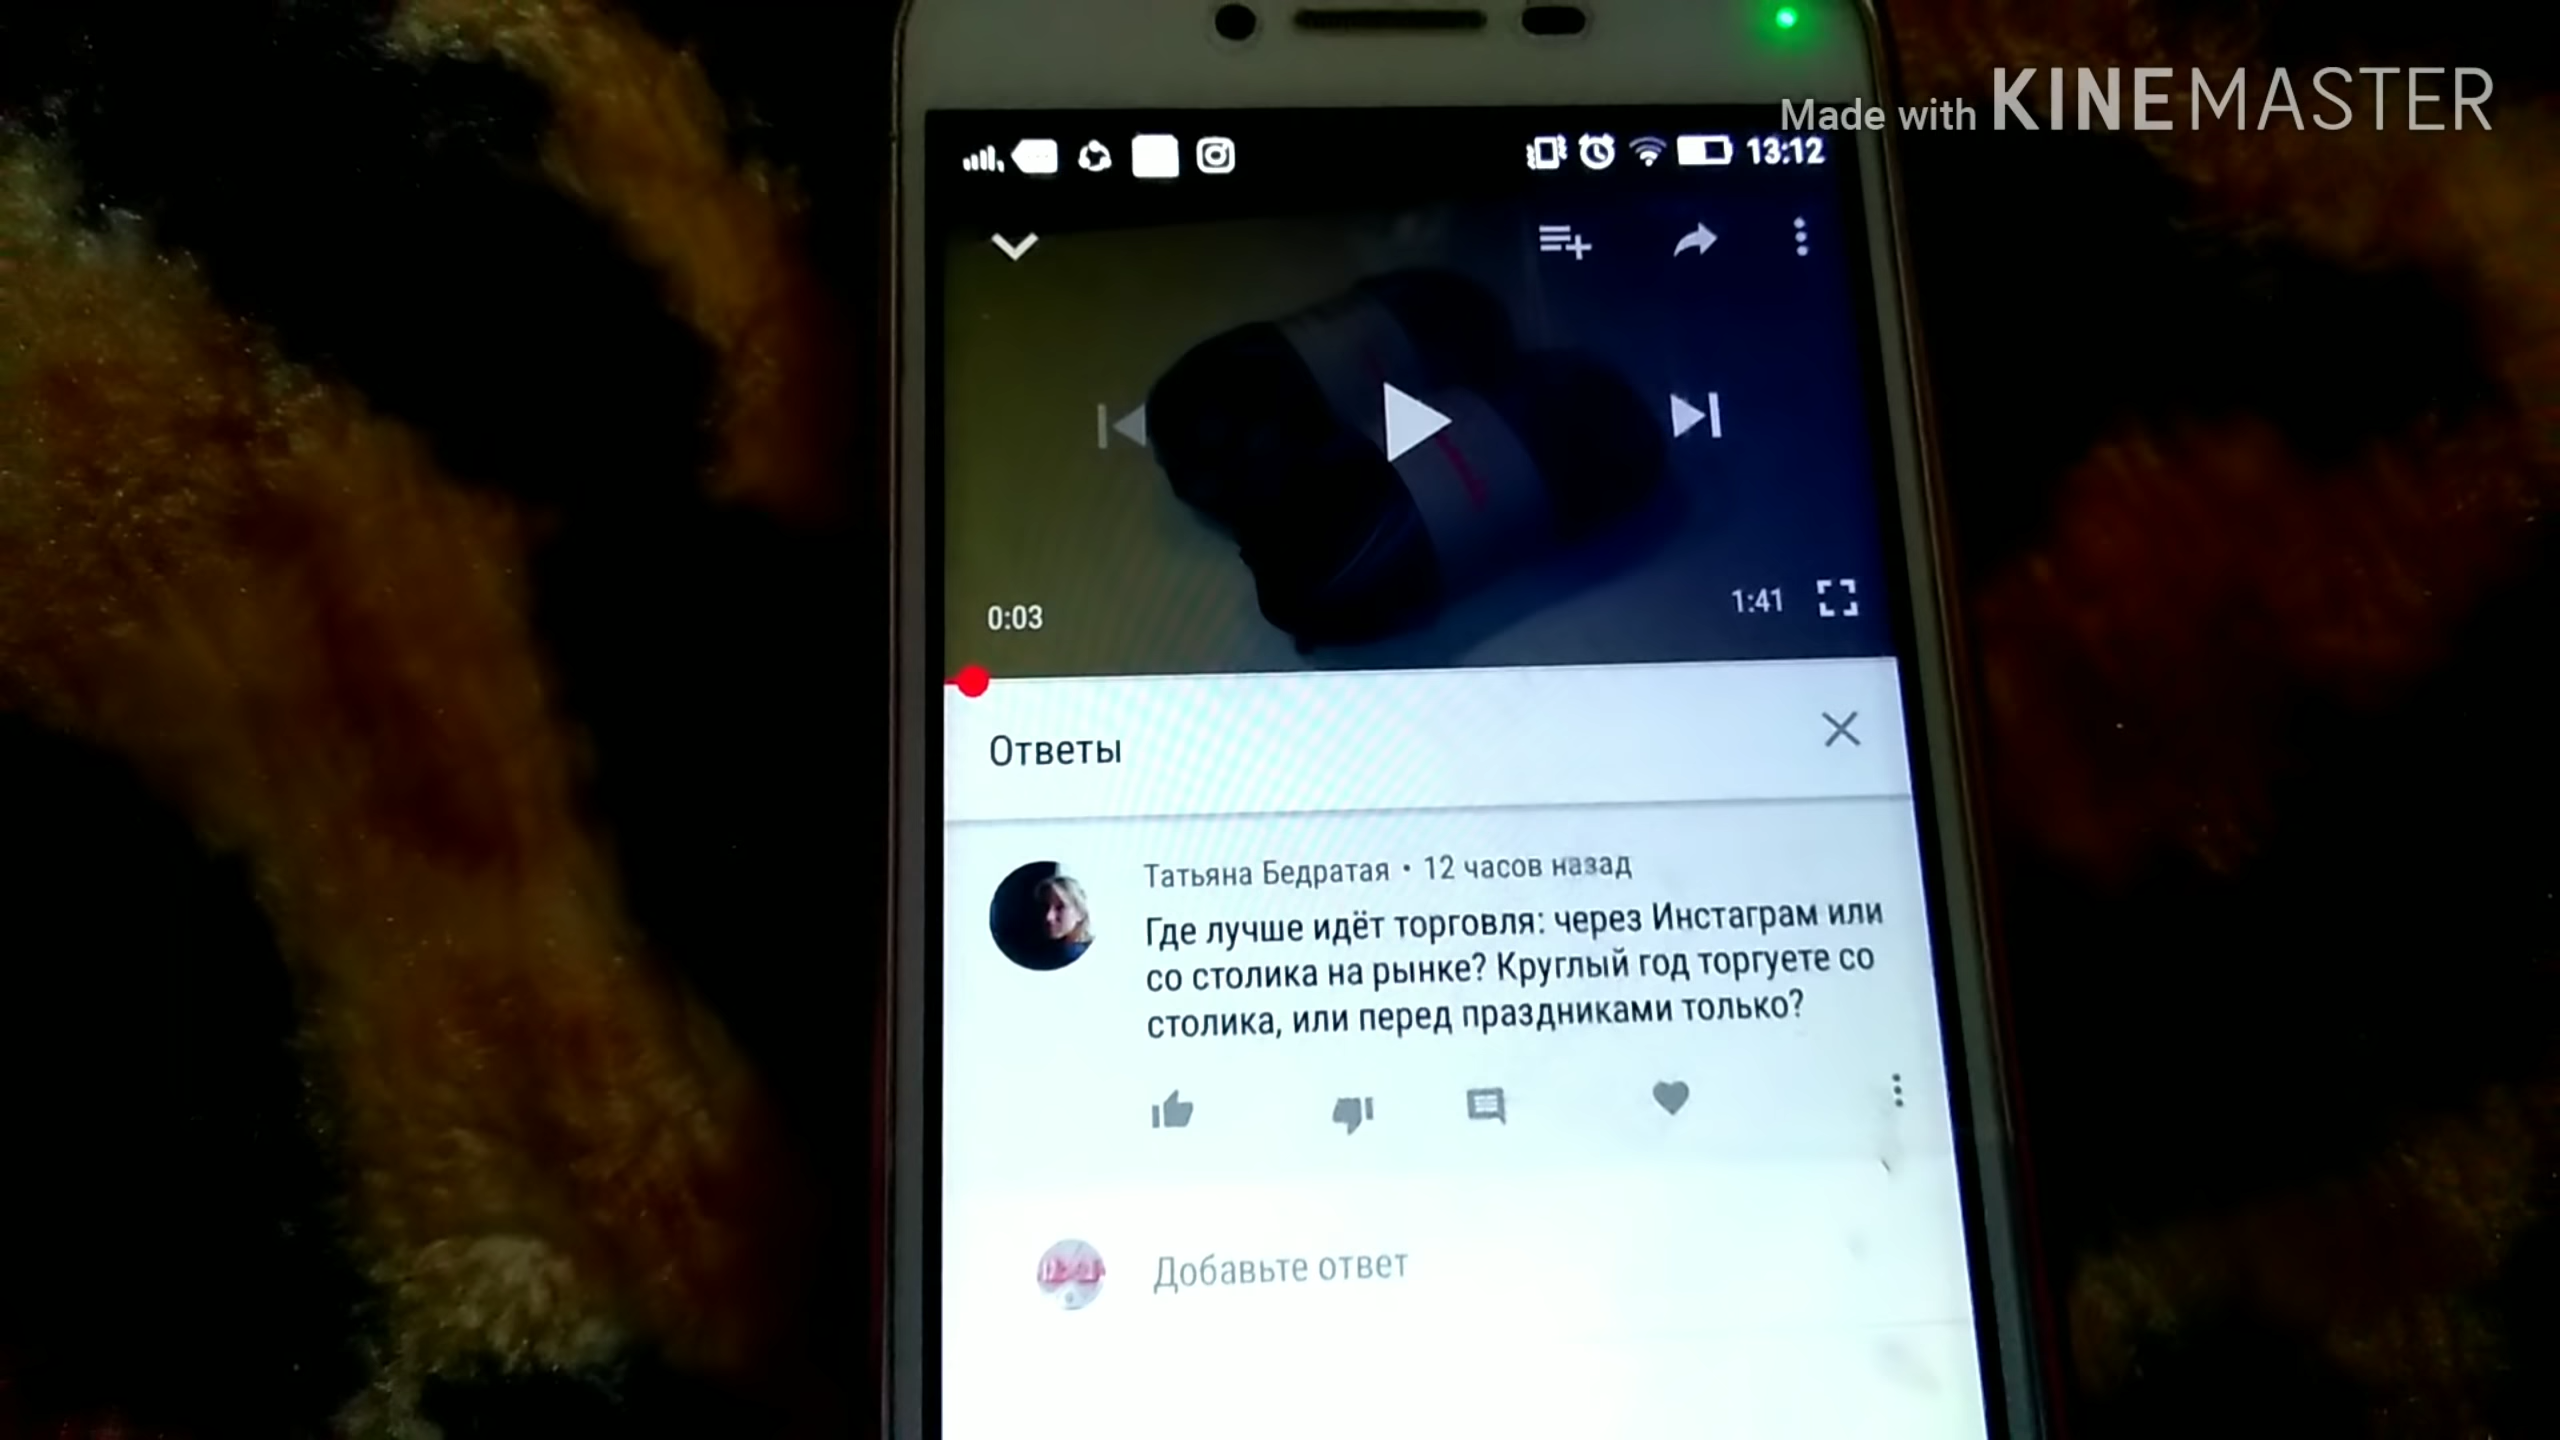 Made with KINEMASTER
13:12
0:03
1:41
Ответы
Татьяна Бедратая • 12 часов назад
Где лучше идёт торговля: через Инстаграм или
со столика на рынке? Круглый год торгуете со
столика, или перед праздниками только?
Добавьте ответ